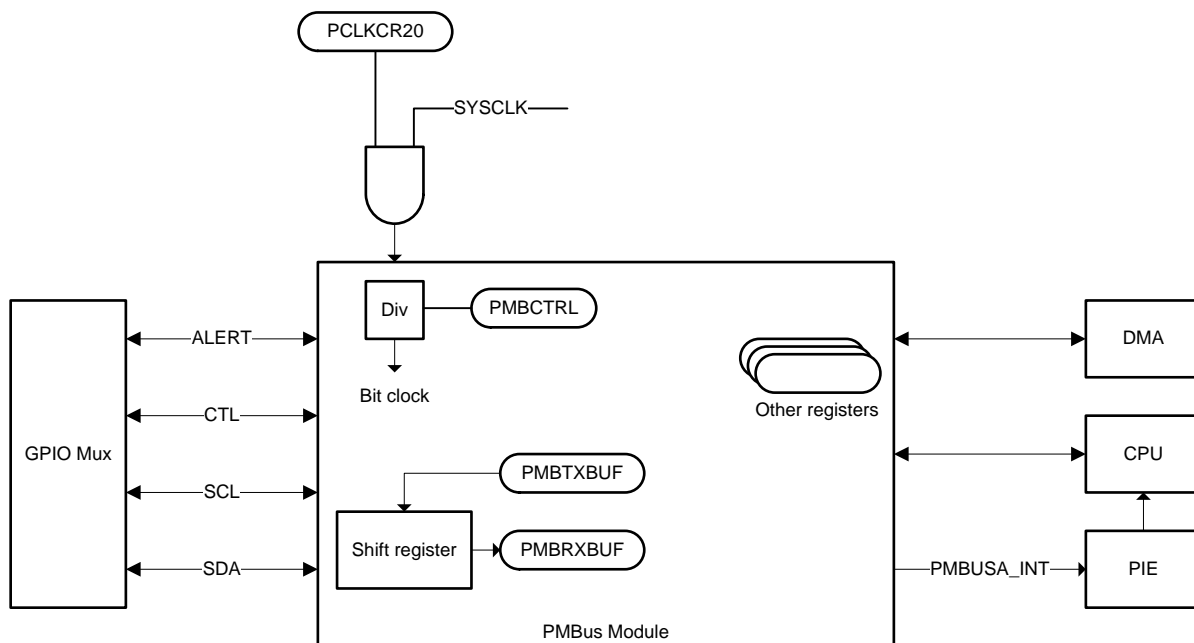 PCLKCR20
SYSCLK
Div
PMBCTRL
ALERT
DMA
Bit clock
Other registers
CTL
GPIO Mux
CPU
PMBTXBUF
SCL
Shift register
PMBRXBUF
SDA
PMBUSA_INT
PIE
PMBus Module